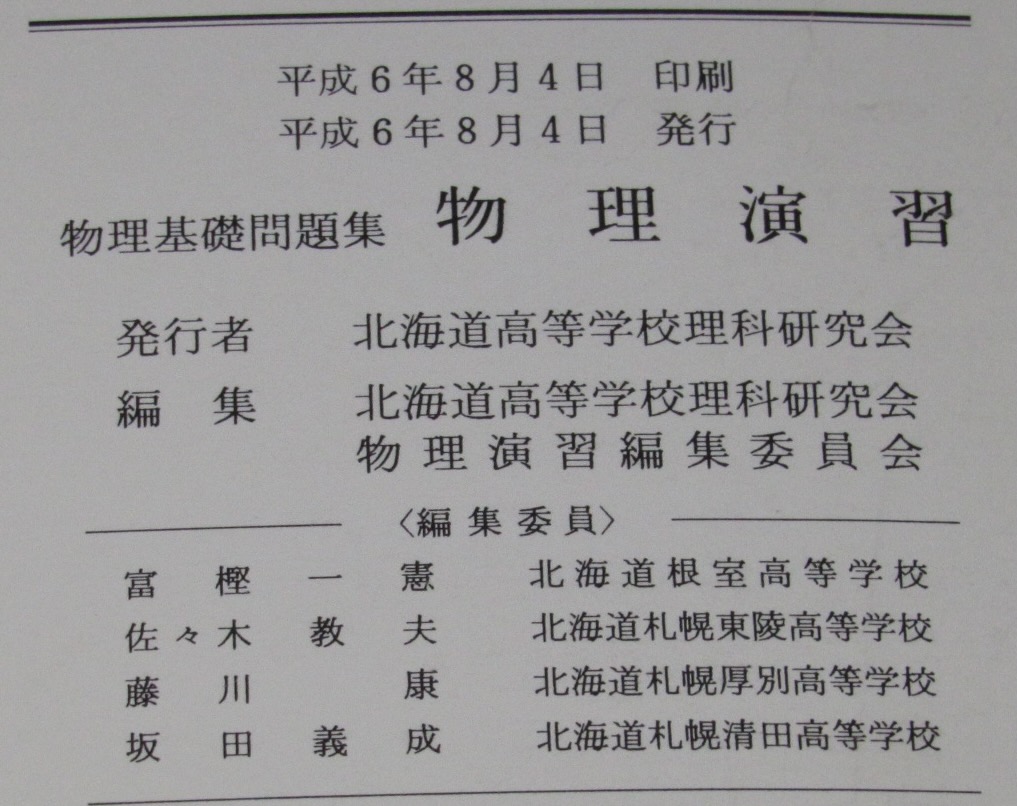 平成6年8月4日 印刷
平成6年8月4日 発行
物理基礎問題集 物理演習
発行者 北海道高等学校理科研究会
編集 北海道高等学校理科研究会
物理演習編集委員会
〈編集委員〉
富樫一憲 北海道根室高等学校
佐々木教夫 北海道札幌東陵高等学校
藤川康 北海道札幌厚別高等学校
坂田義成 北海道札幌清田高等学校